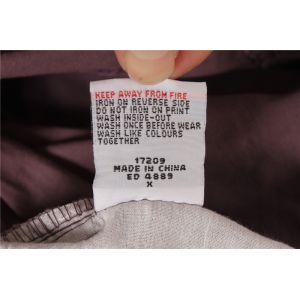 KEEP AWAY FROM FIRE
IRON ON REVERSE SIDE
DO NOT IRON ON PRINT
WASH INSIDE-OUT
WASH ONCE BEFORE WEAR
WASH LIKE COLOURS
TOGETHER
17209
MADE IN CHINA
ED 4889
X